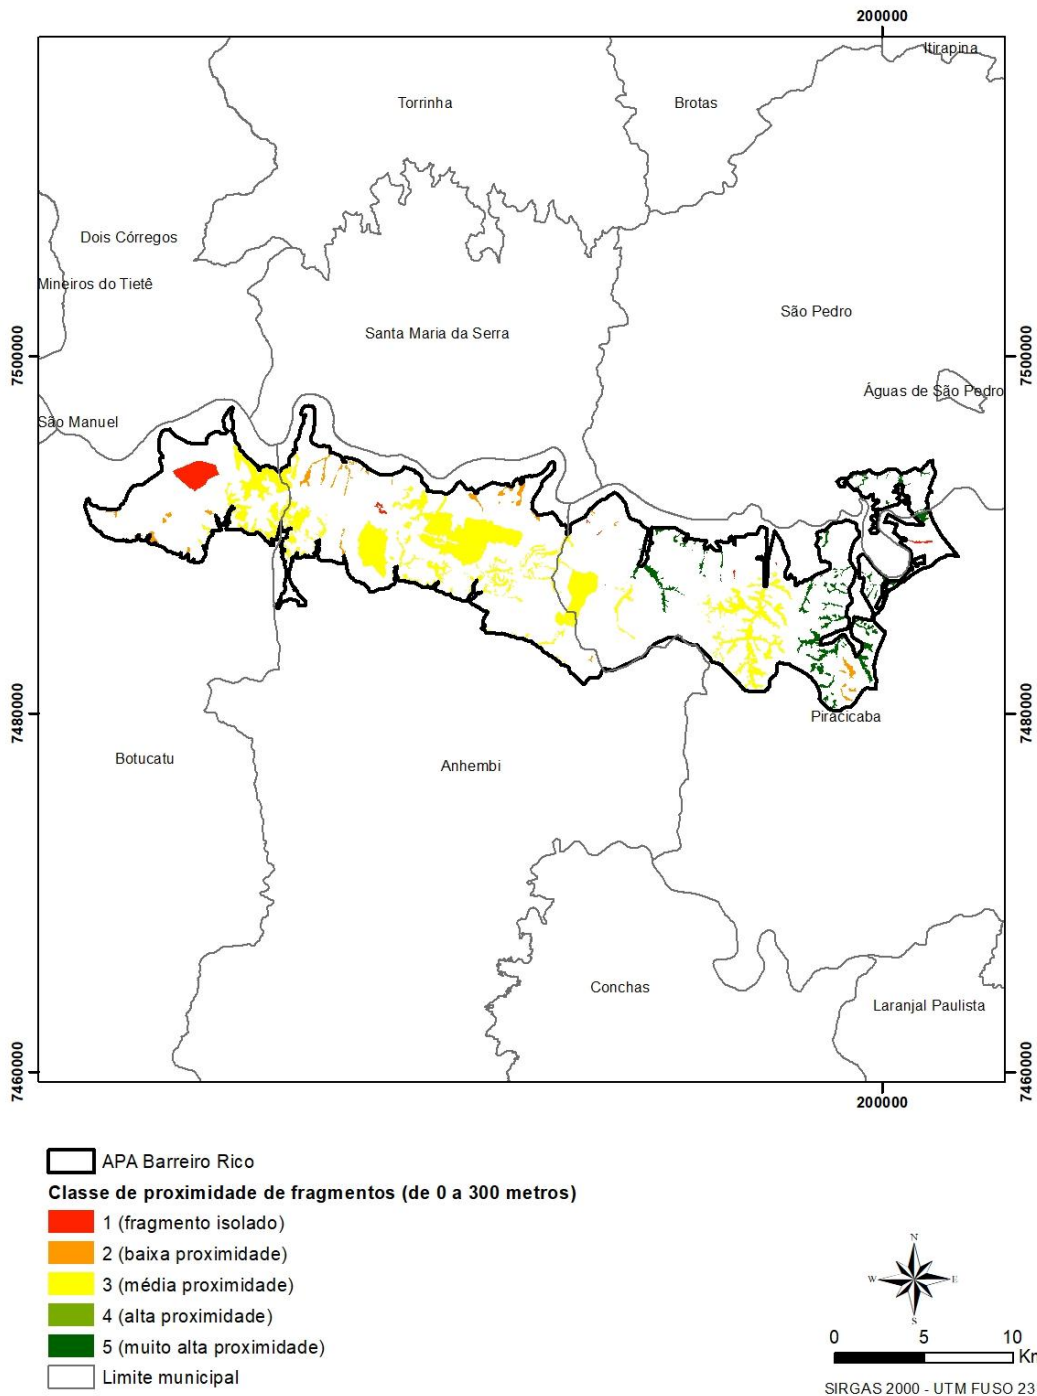 200000
Itirapina
Torrinha
Brotas
Dois Córregos
Mineiros do Tietê
São Pedro
Santa Maria da Serra
7500000
7500000
Águas de São Pedro
São Manuel
7480000
7480000
Piracicaba
Botucatu
Anhembi
Conchas
Laranjal Paulista
7460000
7460000
200000
APA Barreiro Rico
Classe de proximidade de fragmentos (de 0 a 300 metros)
1 (fragmento isolado)
2 (baixa proximidade)
3 (média proximidade)
4 (alta proximidade)
5 (muito alta proximidade)
Limite municipal
N
W
E
S
0 5 10
Km
SIRGAS 2000 - UTM FUSO 23